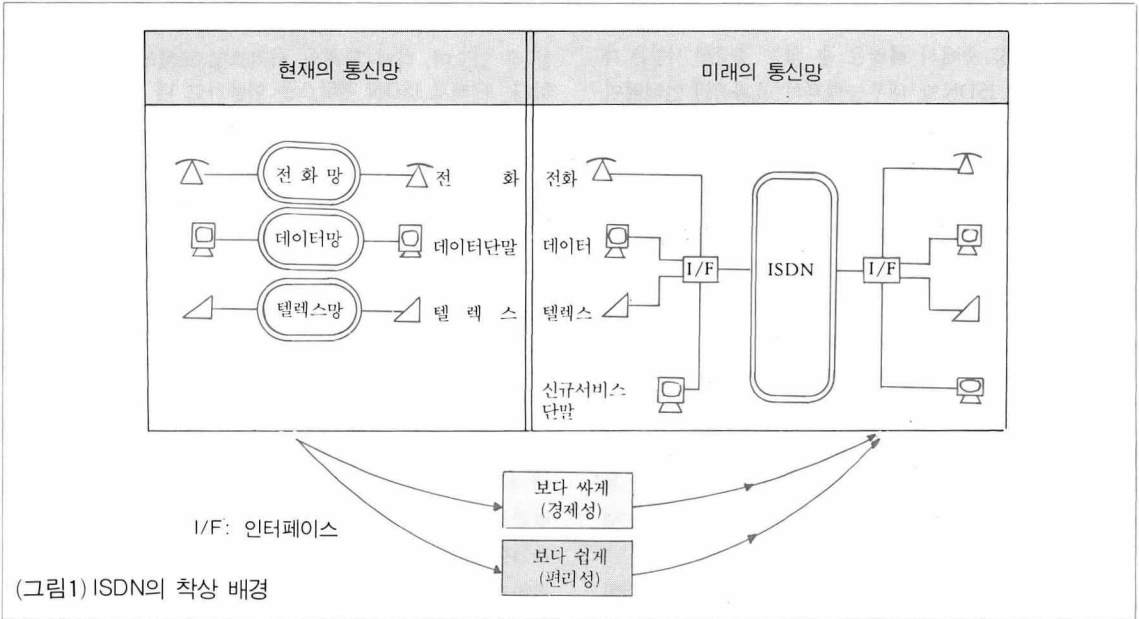 현재의 통신망
미래의 통신망
전 화 망
전 화
데이터망
데이터단말
텔렉스망
텔 렉 스
전화
데이터
텔렉스
신규서비스
단말
I/F
ISDN
I/F
보다 싸게
(경제성)
보다 쉽게
(편리성)
I/F: 인터페이스
(그림1) ISDN의 착상 배경